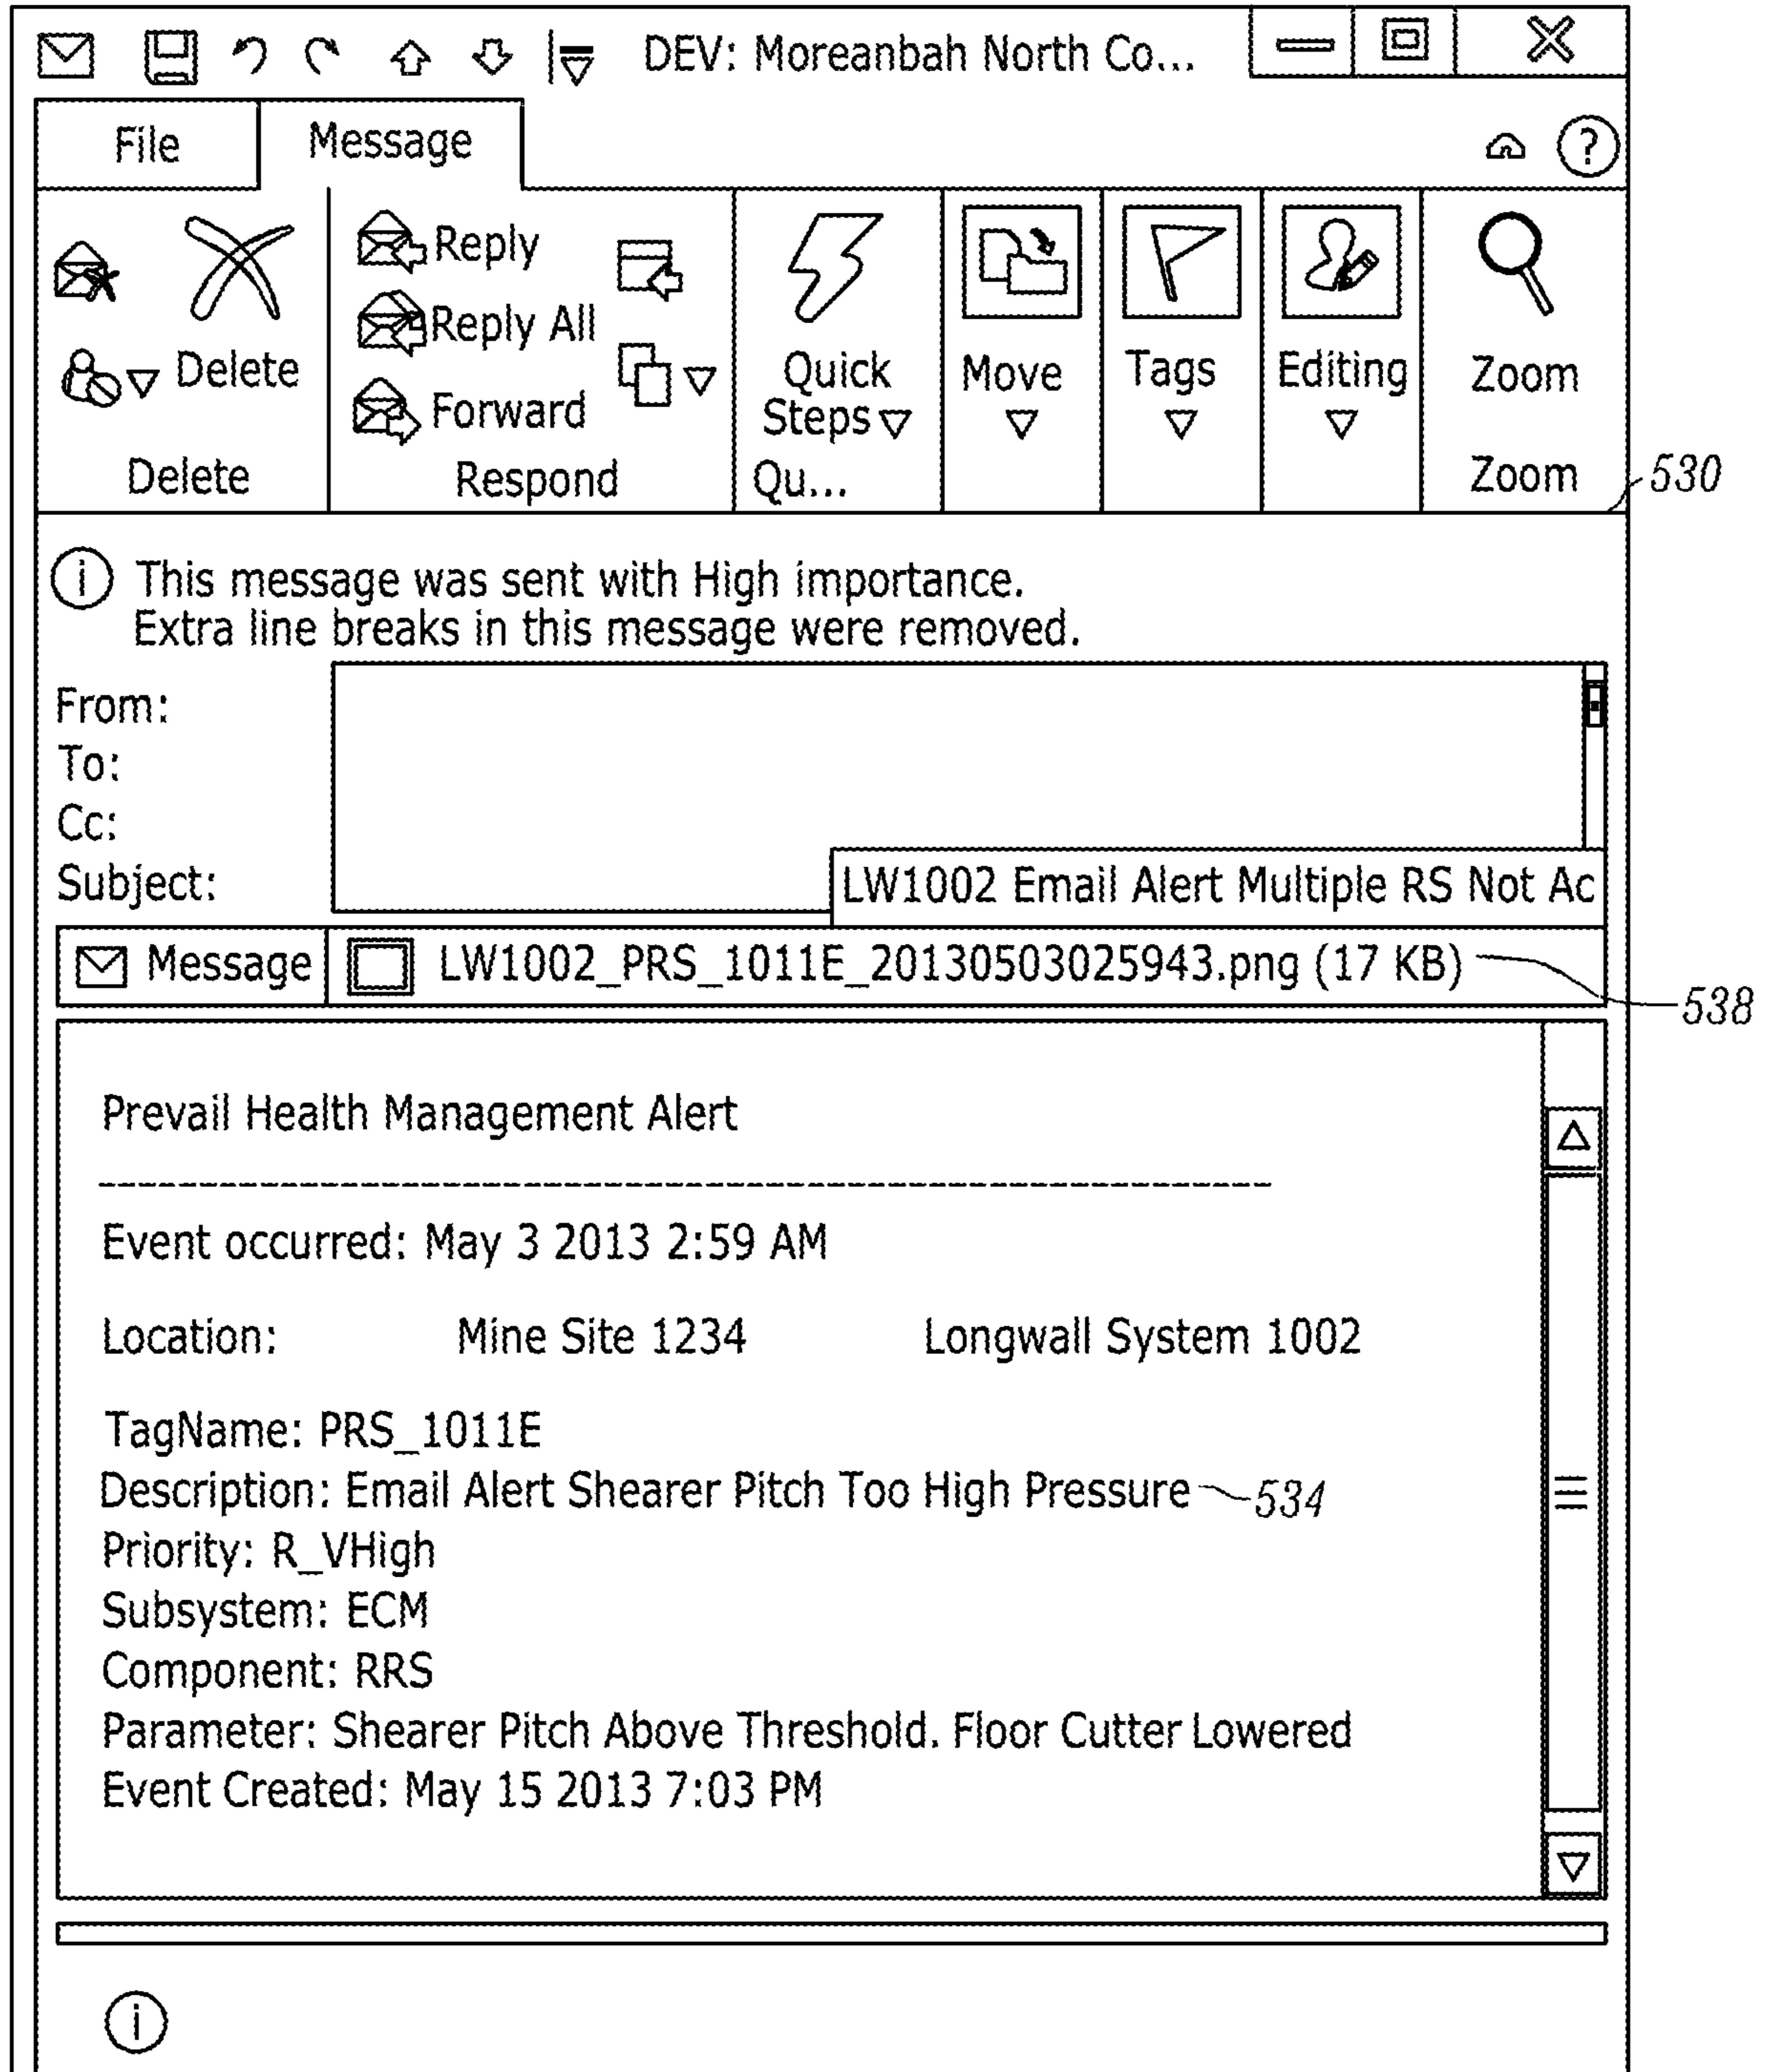 DEV: Moreanbah North Co...
File Message
?
Reply
Reply All
Forward
Delete
Quick Steps
Move
Tags
Editing
Zoom
Delete
Respond
Qu...
Zoom
530
i This message was sent with High importance.
Extra line breaks in this message were removed.
From:
To:
Cc:
Subject: LW1002 Email Alert Multiple RS Not Ac
Message LW1002_PRS_1011E_20130503025943.png (17 KB)
538
Prevail Health Management Alert
Event occurred: May 3 2013 2:59 AM
Location: Mine Site 1234 Longwall System 1002
TagName: PRS_1011E
Description: Email Alert Shearer Pitch Too High Pressure 534
Priority: R_VHigh
Subsystem: ECM
Component: RRS
Parameter: Shearer Pitch Above Threshold. Floor Cutter Lowered
Event Created: May 15 2013 7:03 PM
i